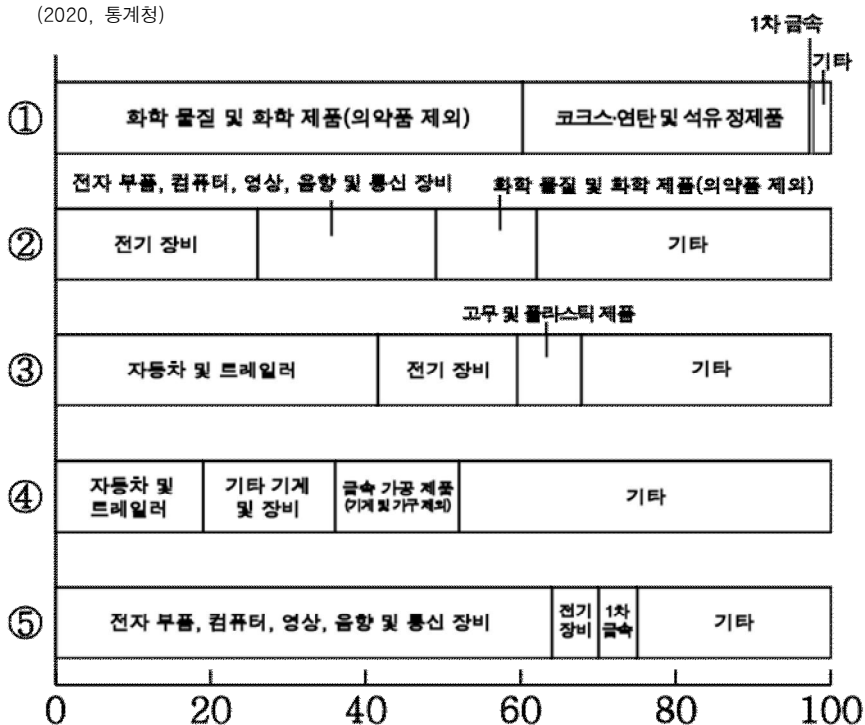 (2020, 통계청)
1차 금속
기타
① 화학 물질 및 화학 제품(의약품 제외) 코크스·연탄 및 석유 정제품
전자 부품, 컴퓨터, 영상, 음향 및 통신 장비 화학 물질 및 화학 제품(의약품 제외)
② 전기 장비 기타
고무 및 플라스틱 제품
③ 자동차 및 트레일러 전기 장비 기타
④ 자동차 및 트레일러 기타 기계 및 장비 금속 가공 제품 (기계 및 가구 제외) 기타
⑤ 전자 부품, 컴퓨터, 영상, 음향 및 통신 장비 전기 장비 1차 금속 기타
0 20 40 60 80 100